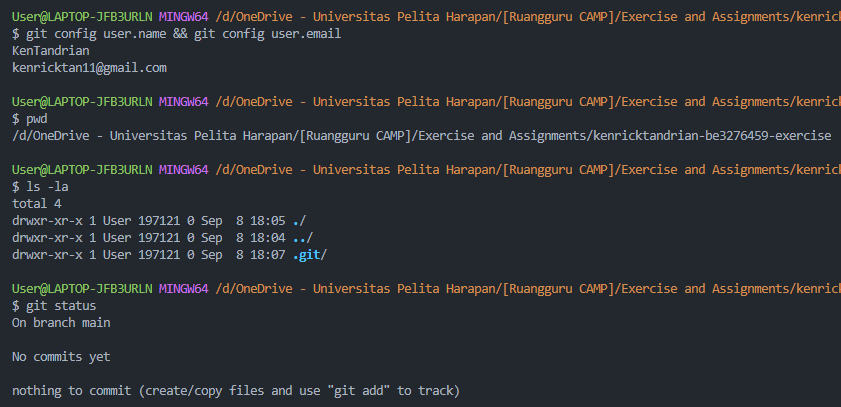 User@LAPTOP-JFB3URLN MINGW64 /d/OneDrive - Universitas Pelita Harapan/[Ruangguru CAMP]/Exercise and Assignments/kenrick
$ git config user.name && git config user.email
KenTandrian
kenricktan11@gmail.com
User@LAPTOP-JFB3URLN MINGW64 /d/OneDrive - Universitas Pelita Harapan/[Ruangguru CAMP]/Exercise and Assignments/kenrick
$ pwd
/d/OneDrive - Universitas Pelita Harapan/[Ruangguru CAMP]/Exercise and Assignments/kenricktandrian-be3276459-exercise
User@LAPTOP-JFB3URLN MINGW64 /d/OneDrive - Universitas Pelita Harapan/[Ruangguru CAMP]/Exercise and Assignments/kenrick
$ ls -la
total 4
drwxr-xr-x 1 User 197121 0 Sep  8 18:05 ./
drwxr-xr-x 1 User 197121 0 Sep  8 18:04 ../
drwxr-xr-x 1 User 197121 0 Sep  8 18:07 .git/
User@LAPTOP-JFB3URLN MINGW64 /d/OneDrive - Universitas Pelita Harapan/[Ruangguru CAMP]/Exercise and Assignments/kenrick
$ git status
On branch main
No commits yet
nothing to commit (create/copy files and use "git add" to track)